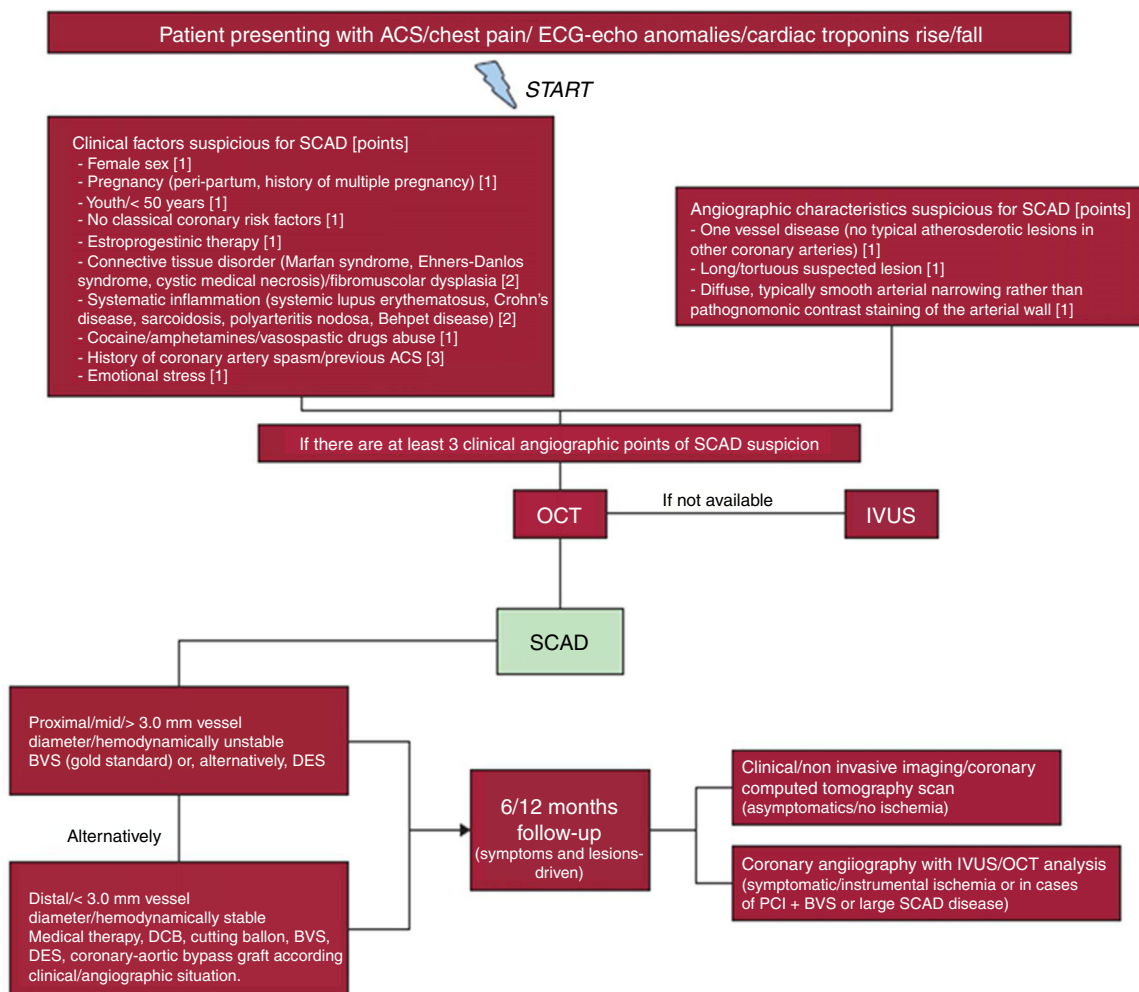 Patient presenting with ACS/chest pain/ ECG-echo anomalies/cardiac troponins rise/fall
START
Clinical factors suspicious for SCAD [points]
- Female sex [1]
- Pregnancy (peri-partum, history of multiple pregnancy) [1]
- Youth/< 50 years [1]
- No classical coronary risk factors [1]
- Estroprogestinic therapy [1]
- Connective tissue disorder (Marfan syndrome, Ehners-Danlos
syndrome, cystic medical necrosis)/fibromuscular dysplasia [2]
- Systematic inflammation (systemic lupus erythematosus, Crohn's
disease, sarcoidosis, polyarteritis nodosa, Behpet disease) [2]
- Cocaine/amphetamines/vasospastic drugs abuse [1]
- History of coronary artery spasm/previous ACS [3]
- Emotional stress [1]
Angiographic characteristics suspicious for SCAD [points]
- One vessel disease (no typical atherosderotic lesions in
other coronary arteries) [1]
- Long/tortuous suspected lesion [1]
- Diffuse, typically smooth arterial narrowing rather than
pathognomonic contrast staining of the arterial wall [1]
If there are at least 3 clinical angiographic points of SCAD suspicion
OCT
If not available
IVUS
SCAD
Proximal/mid/> 3.0 mm vessel
diameter/hemodynamically unstable
BVS (gold standard) or, alternatively, DES
Alternatively
Distal/< 3.0 mm vessel
diameter/hemodynamically stable
Medical therapy, DCB, cutting ballon, BVS,
DES, coronary-aortic bypass graft according
clinical/angiographic situation.
6/12 months
follow-up
(symptoms and lesions-
driven)
Clinical/non invasive imaging/coronary
computed tomography scan
(asymptomatics/no ischemia)
Coronary angiiography with IVUS/OCT analysis
(symptomatic/instrumental ischemia or in cases
of PCI + BVS or large SCAD disease)